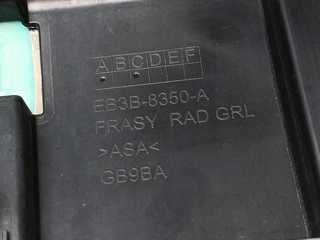 ABCDEF
EB3B-8350-A
FRASY RAD GRL
>ASA<
GB9BA